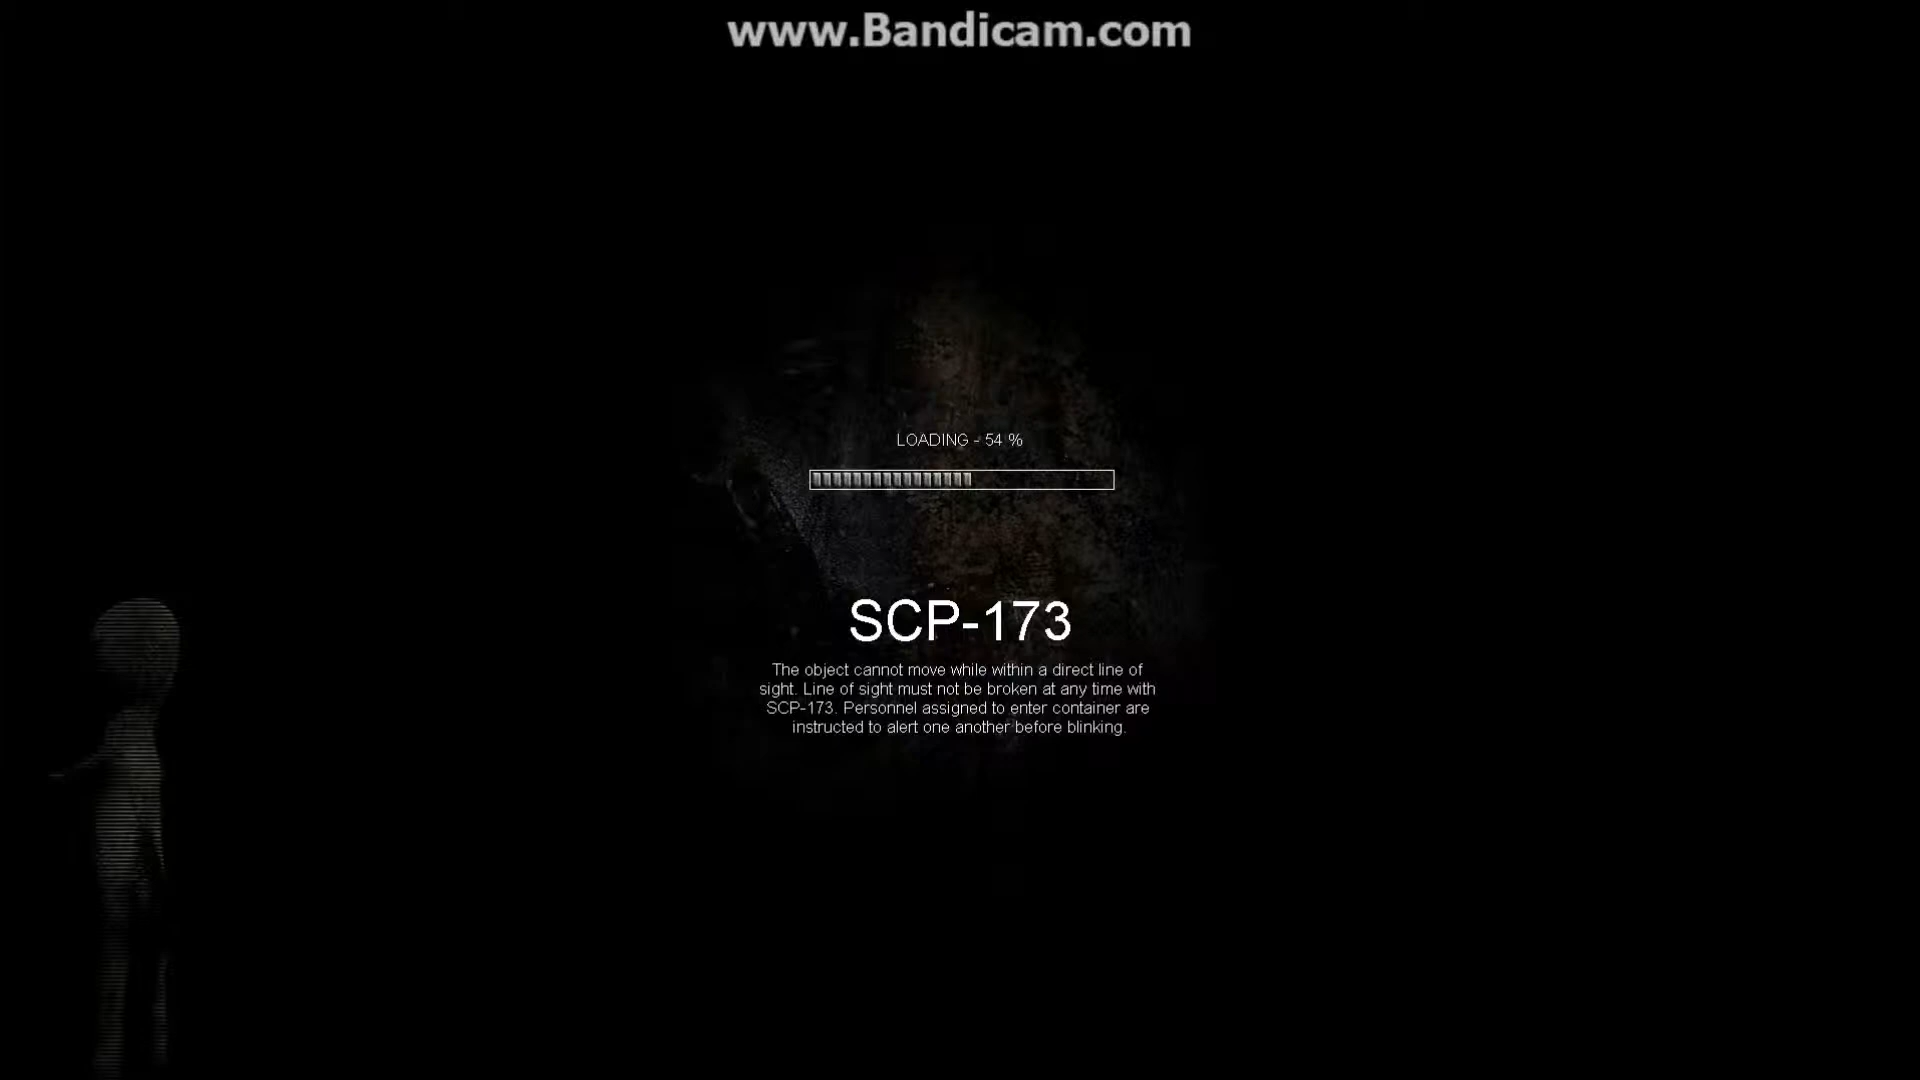 www.Bandicam.com
LOADING - 54 %
SCP-173
The object cannot move while within a direct line of
sight. Line of sight must not be broken at any time with
SCP-173. Personnel assigned to enter container are
instructed to alert one another before blinking.